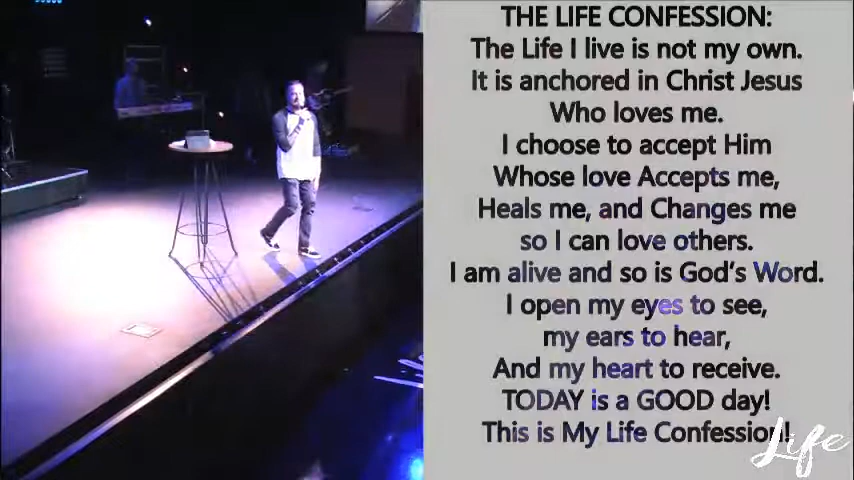 THE LIFE CONFESSION:
The Life I live is not my own.
It is anchored in Christ Jesus
Who loves me.
I choose to accept Him
Whose love Accepts me,
Heals me, and Changes me
so I can love others.
I am alive and so is God's Word.
I open my eyes to see,
my ears to hear,
And my heart to receive.
TODAY is a GOOD day!
This is My Life Confession!
Life